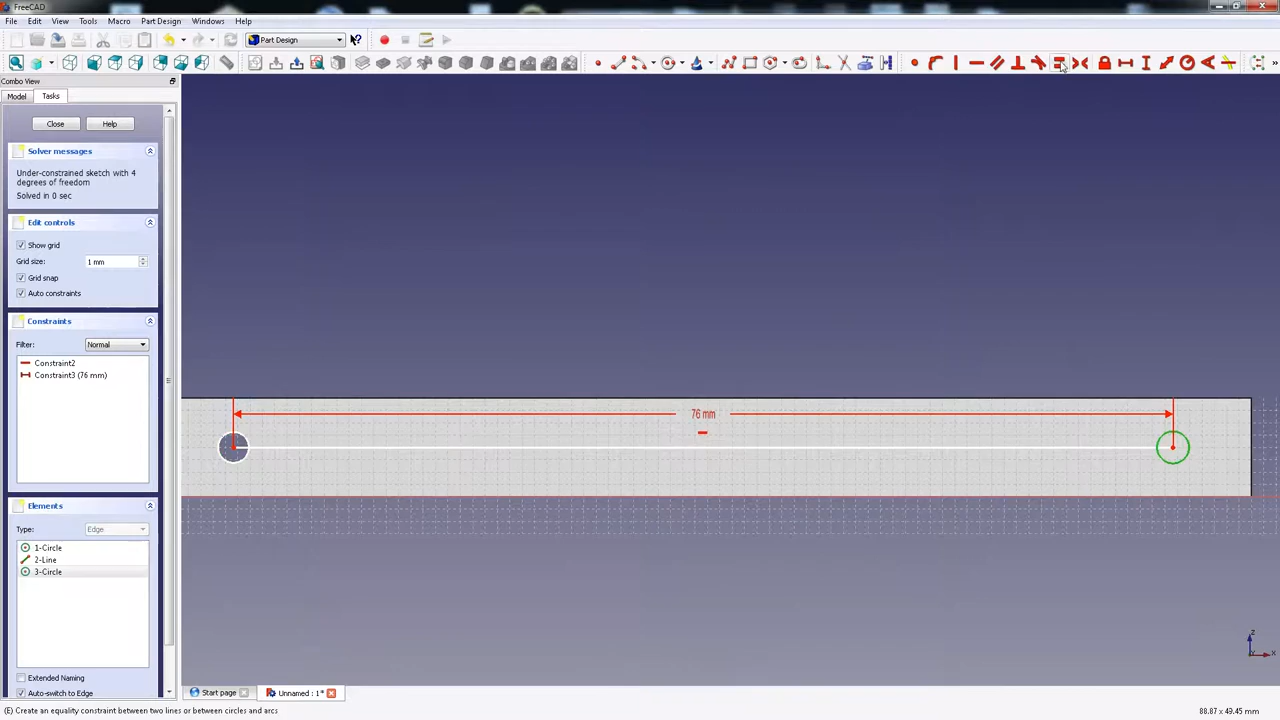 FreeCAD
File Edit View Tools Macro Part Design Windows Help
Part Design
Combo View
Model Tasks
Close Help
Solver messages
Under-constrained sketch with 4
degrees of freedom
Solved in 0 sec
Edit controls
Show grid
Grid size: 1 mm
Grid snap
Auto constraints
Constraints
Filter: Normal
Constraint2
Constraint3 (76 mm)
76 mm
Elements
Type: Edge
1-Circle
2-Line
3-Circle
Extended Naming
Auto-switch to Edge
Start page Unnamed : 1*
(E) Create an equality constraint between two lines or between circles and arcs
88.87 x 49.45 mm